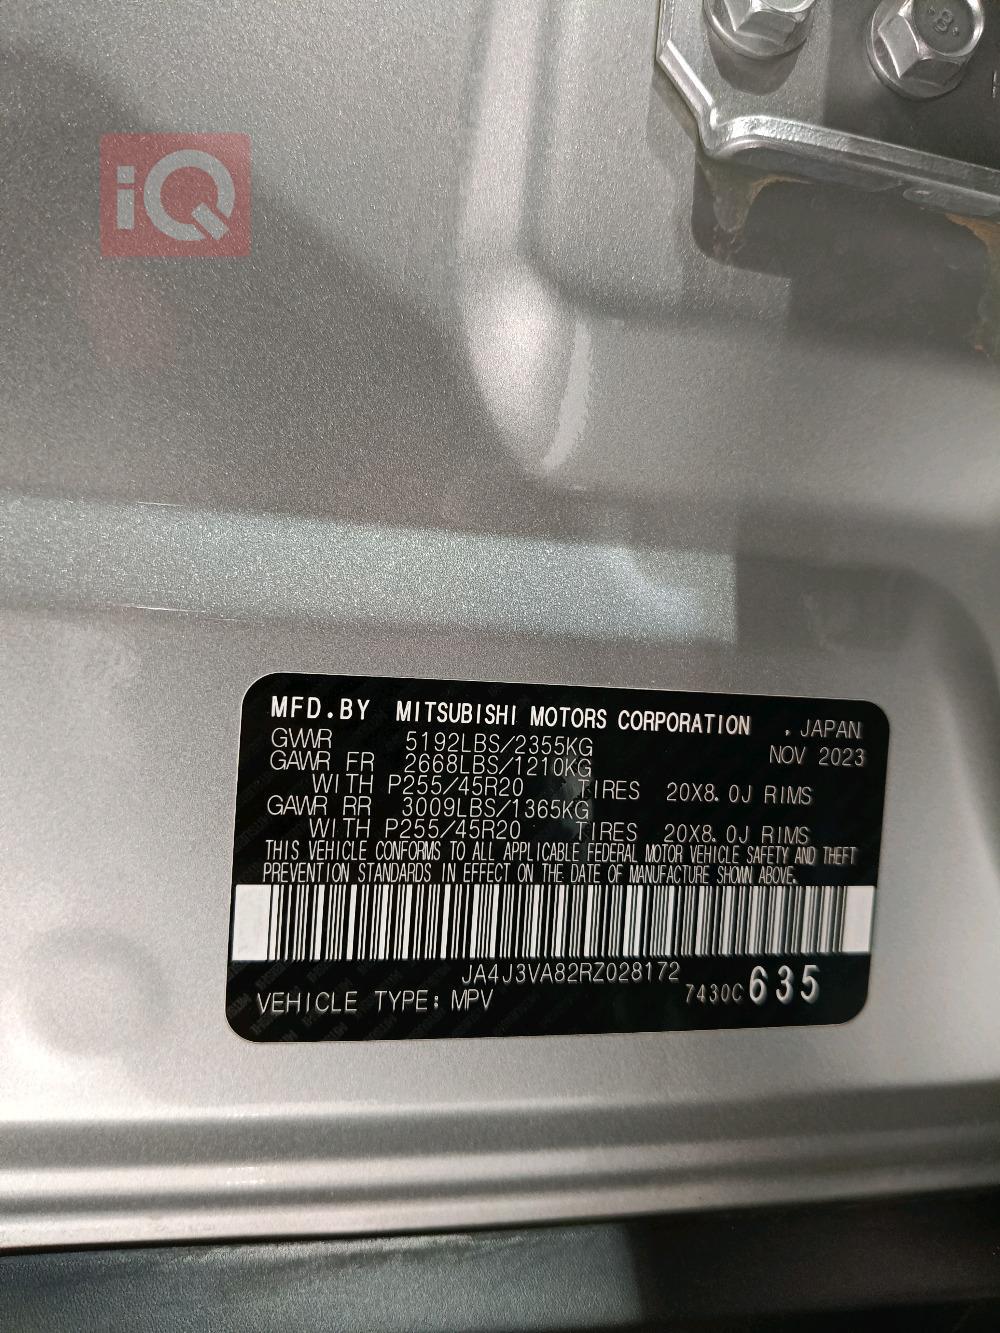 8
iQ
MFD.BY MITSUBISHI MOTORS CORPORATION . JAPAN
GVWR 5192LBS/2355KG NOV 2023
GAWR FR 2668LBS/1210KG
WITH P255/45R20 TIRES 20X8.0J RIMS
GAWR RR 3009LBS/1365KG
WITH P255/45R20 TIRES 20X8.0J RIMS
THIS VEHICLE CONFORMS TO ALL APPLICABLE FEDERAL MOTOR VEHICLE SAFETY AND THEFT
PREVENTION STANDARDS IN EFFECT ON THE DATE OF MANUFACTURE SHOWN ABOVE.
JA4J3VA82RZ028172
VEHICLE TYPE: MPV 7430C 635